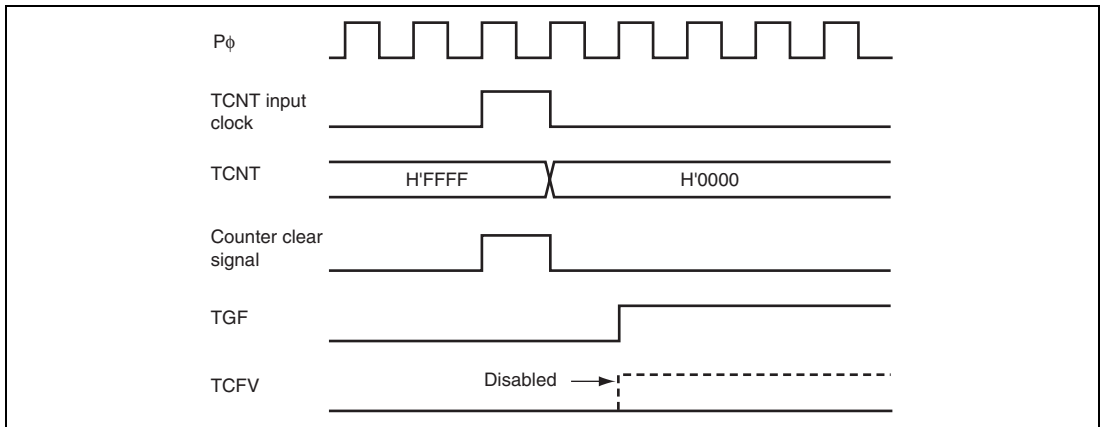 Pϕ
TCNT input
clock
TCNT
H'FFFF
H'0000
Counter clear
signal
TGF
TCFV
Disabled